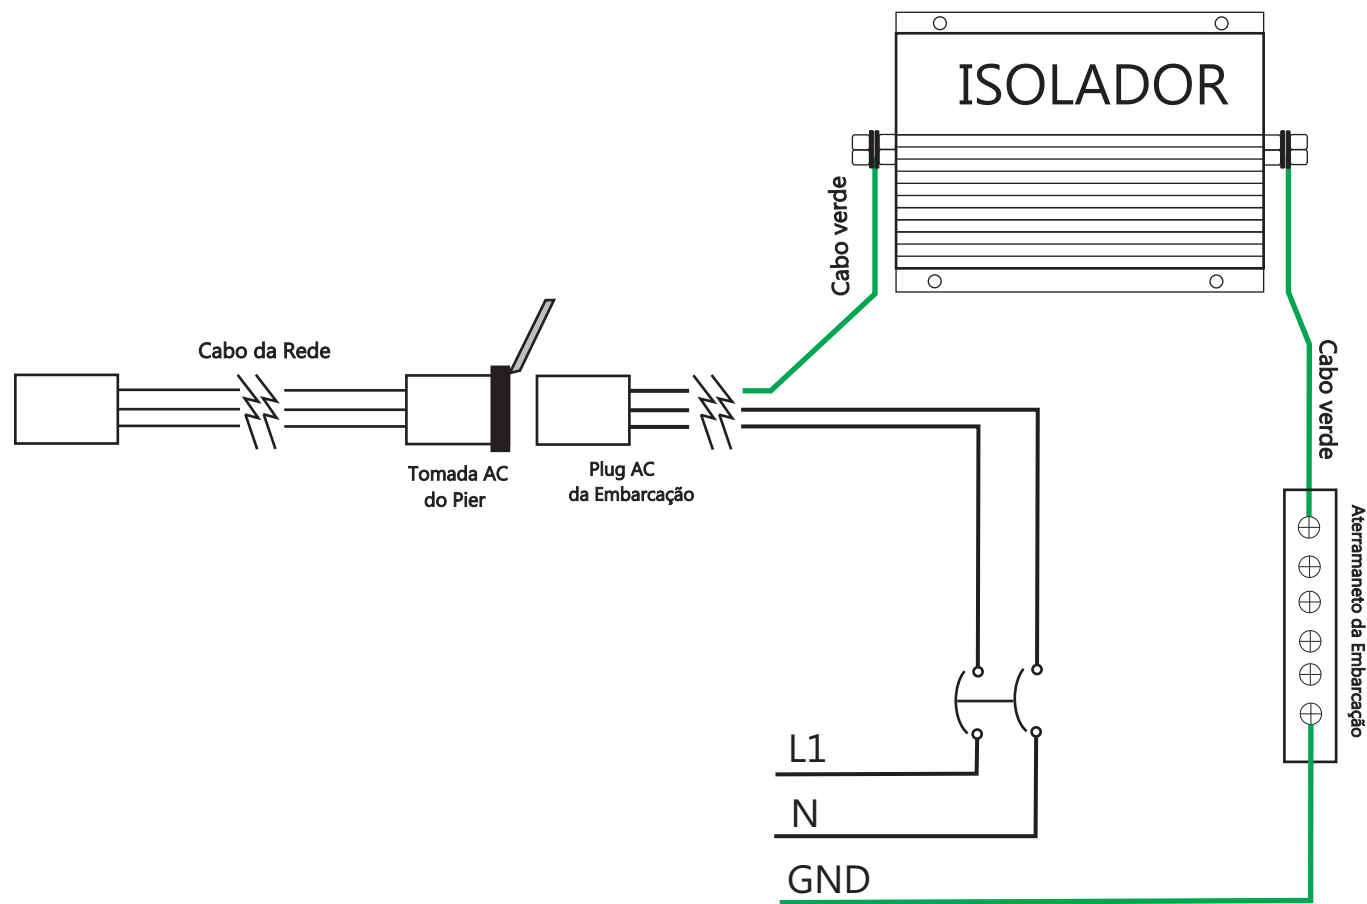 ISOLADOR
Cabo verde
Cabo da Rede
Cabo verde
Tomada AC
do Pier
Plug AC
da Embarcação
Aterramaneto da Embarcação
L1
N
GND